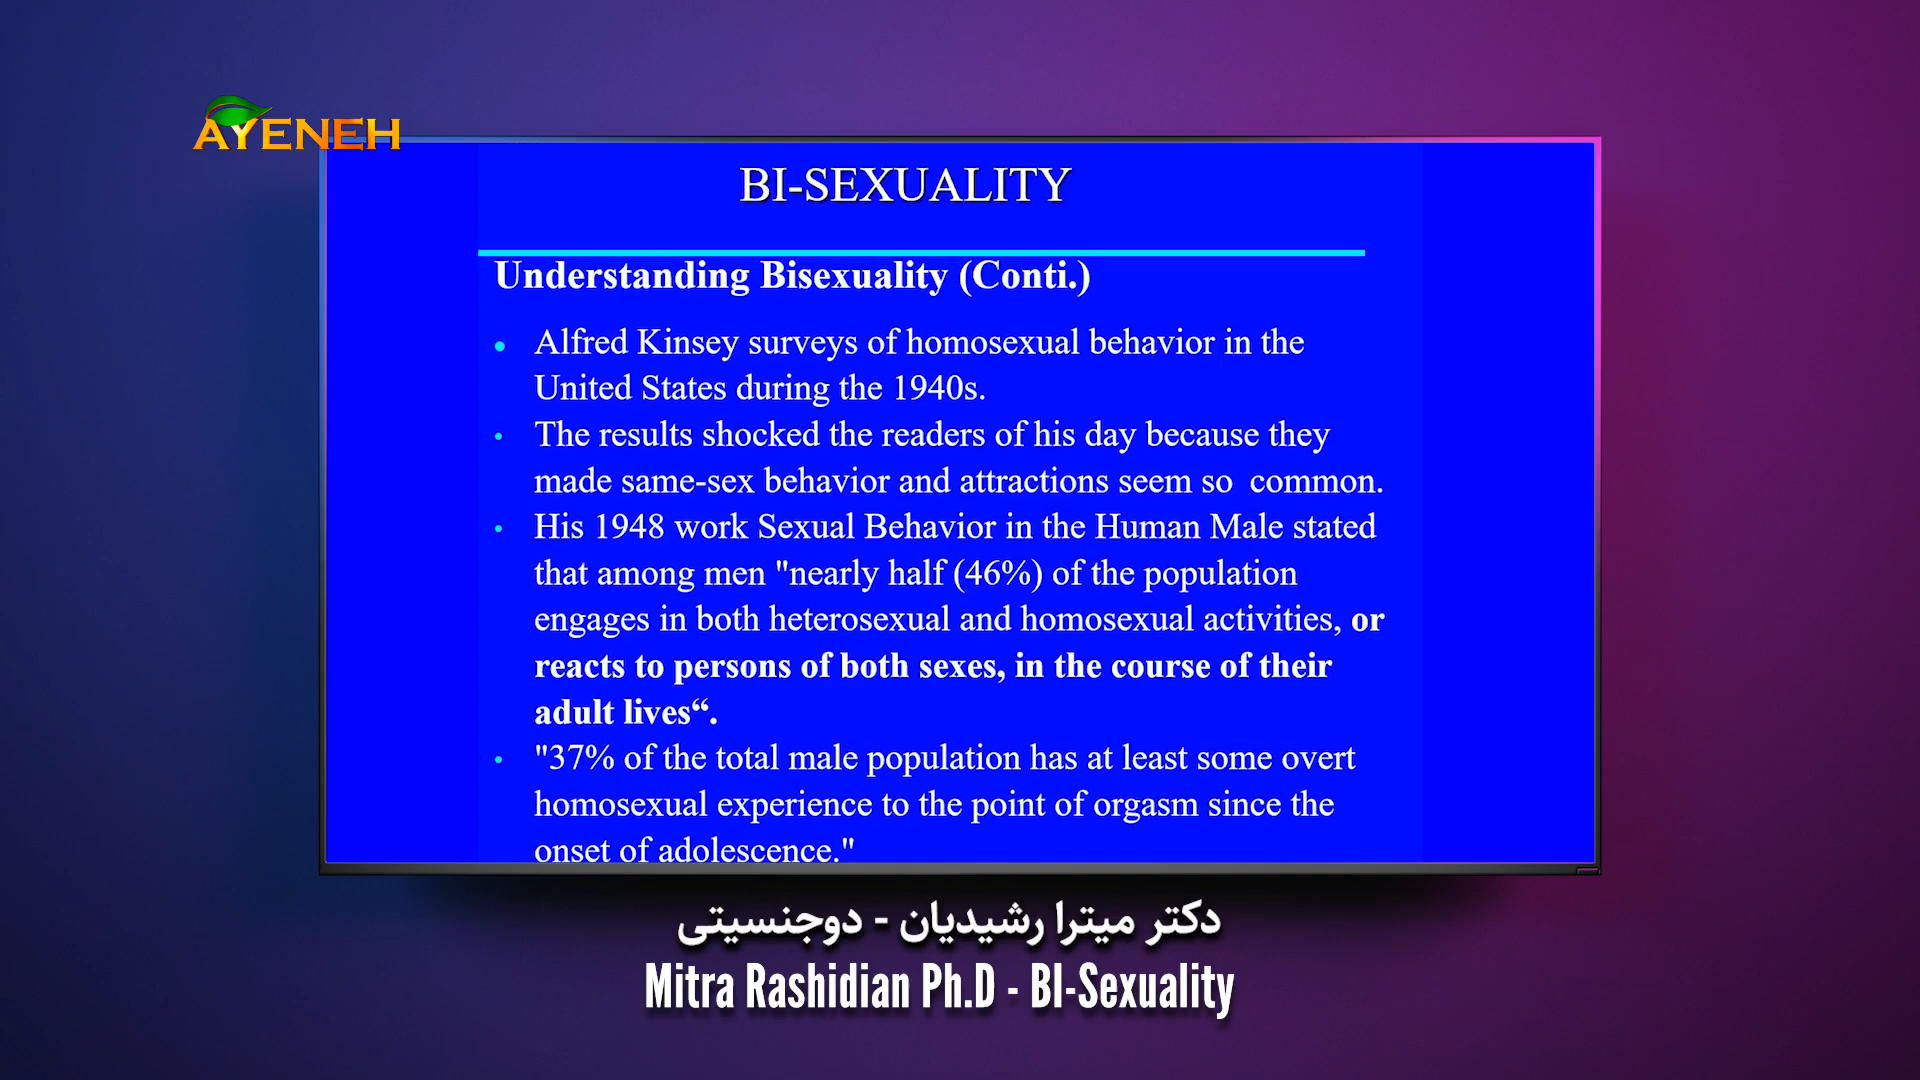 AYENEH
BI-SEXUALITY
Understanding Bisexuality (Conti.)
• Alfred Kinsey surveys of homosexual behavior in the
United States during the 1940s.
• The results shocked the readers of his day because they
made same-sex behavior and attractions seem so  common.
• His 1948 work Sexual Behavior in the Human Male stated
that among men "nearly half (46%) of the population
engages in both heterosexual and homosexual activities, or
reacts to persons of both sexes, in the course of their
adult lives“.
• "37% of the total male population has at least some overt
homosexual experience to the point of orgasm since the
onset of adolescence."
دکتر میترا رشیدیان - دوجنسیتی
Mitra Rashidian Ph.D - BI-Sexuality